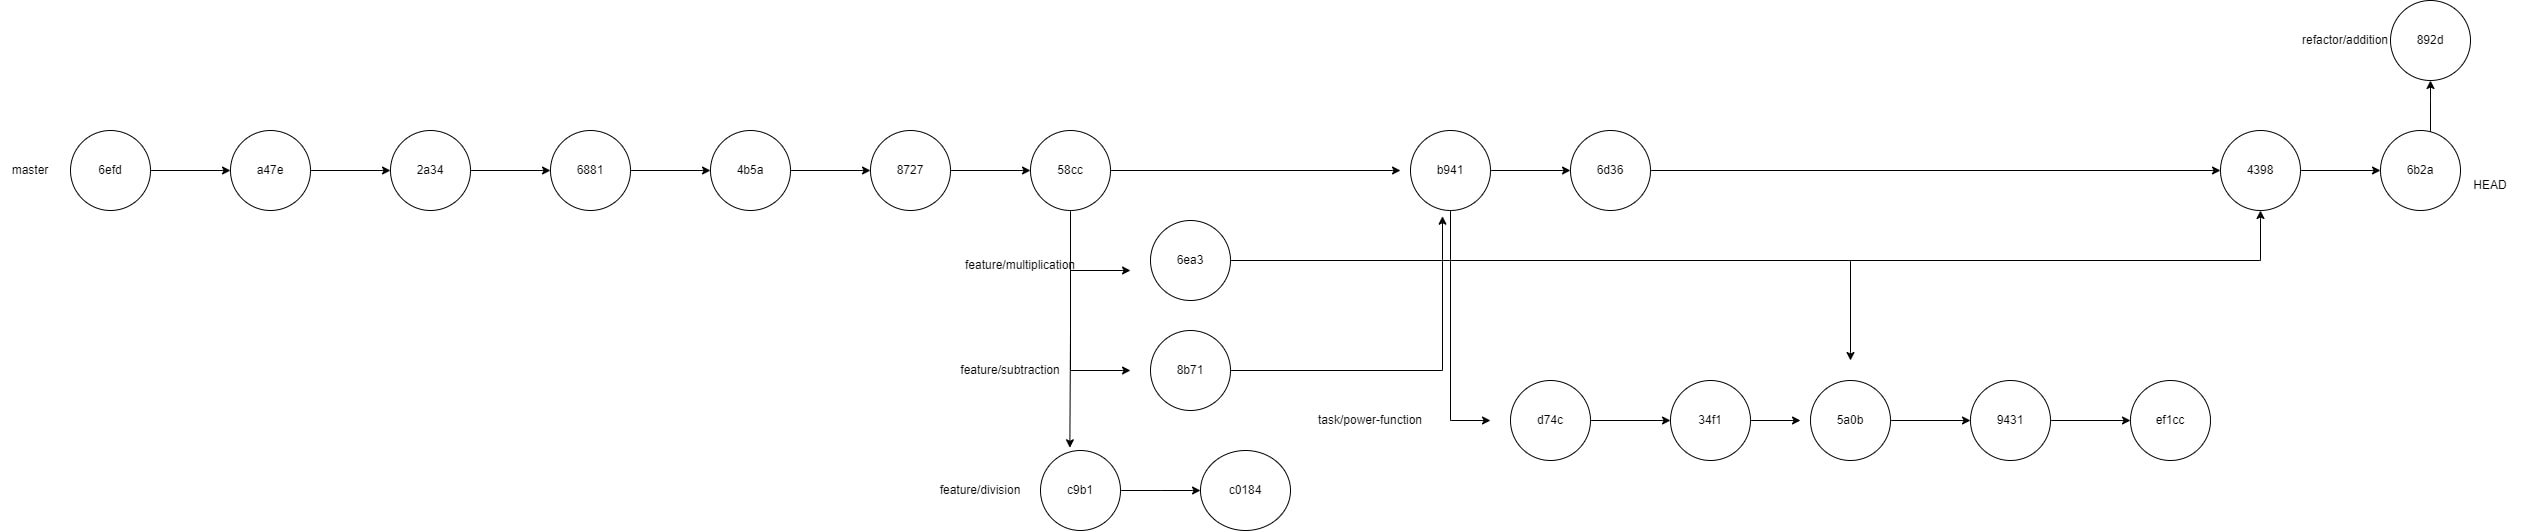 refactor/addition
892d
master
6efd
a47e
2a34
6881
4b5a
8727
58cc
b941
6d36
4398
6b2a
HEAD
feature/multiplication
6ea3
feature/subtraction
8b71
task/power-function
d74c
34f1
5a0b
9431
ef1cc
feature/division
c9b1
c0184